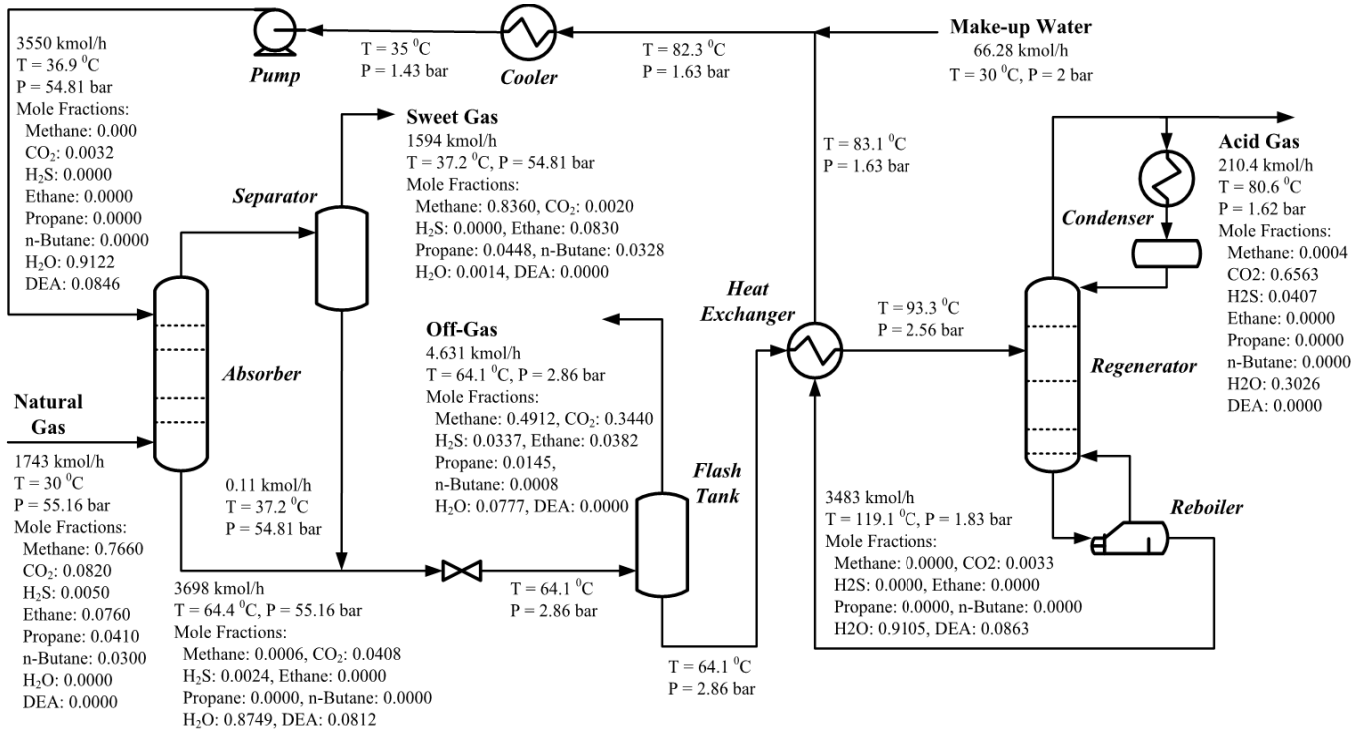 3550 kmol/h
T = 36.9 ⁰C
P = 54.81 bar
Mole Fractions:
Methane: 0.000
CO₂: 0.0032
H₂S: 0.0000
Ethane: 0.0000
Propane: 0.0000
n-Butane: 0.0000
H₂O: 0.9122
DEA: 0.0846
Pump
T = 35 ⁰C
P = 1.43 bar
Cooler
T = 82.3 ⁰C
P = 1.63 bar
Make-up Water
66.28 kmol/h
T = 30 ⁰C, P = 2 bar
Sweet Gas
1594 kmol/h
T = 37.2 ⁰C, P = 54.81 bar
Mole Fractions:
Methane: 0.8360, CO₂: 0.0020
H₂S: 0.0000, Ethane: 0.0830
Propane: 0.0448, n-Butane: 0.0328
H₂O: 0.0014, DEA: 0.0000
Separator
T = 83.1 ⁰C
P = 1.63 bar
Acid Gas
210.4 kmol/h
T = 80.6 ⁰C
P = 1.62 bar
Mole Fractions:
Methane: 0.0004
CO2: 0.6563
H2S: 0.0407
Ethane: 0.0000
Propane: 0.0000
n-Butane: 0.0000
H2O: 0.3026
DEA: 0.0000
Condenser
Heat
Exchanger
T = 93.3 ⁰C
P = 2.56 bar
Regenerator
Absorber
Off-Gas
4.631 kmol/h
T = 64.1 ⁰C, P = 2.86 bar
Mole Fractions:
Methane: 0.4912, CO₂: 0.3440
H₂S: 0.0337, Ethane: 0.0382
Propane: 0.0145,
n-Butane: 0.0008
H₂O: 0.0777, DEA: 0.0000
Natural
Gas
1743 kmol/h
T = 30 ⁰C
P = 55.16 bar
Mole Fractions:
Methane: 0.7660
CO₂: 0.0820
H₂S: 0.0050
Ethane: 0.0760
Propane: 0.0410
n-Butane: 0.0300
H₂O: 0.0000
DEA: 0.0000
0.11 kmol/h
T = 37.2 ⁰C
P = 54.81 bar
Flash
Tank
3483 kmol/h
T = 119.1 ⁰C, P = 1.83 bar
Mole Fractions:
Methane: 0.0000, CO2: 0.0033
H2S: 0.0000, Ethane: 0.0000
Propane: 0.0000, n-Butane: 0.0000
H2O: 0.9105, DEA: 0.0863
Reboiler
3698 kmol/h
T = 64.4 ⁰C, P = 55.16 bar
Mole Fractions:
Methane: 0.0006, CO₂: 0.0408
H₂S: 0.0024, Ethane: 0.0000
Propane: 0.0000, n-Butane: 0.0000
H₂O: 0.8749, DEA: 0.0812
T = 64.1 ⁰C
P = 2.86 bar
T = 64.1 ⁰C
P = 2.86 bar